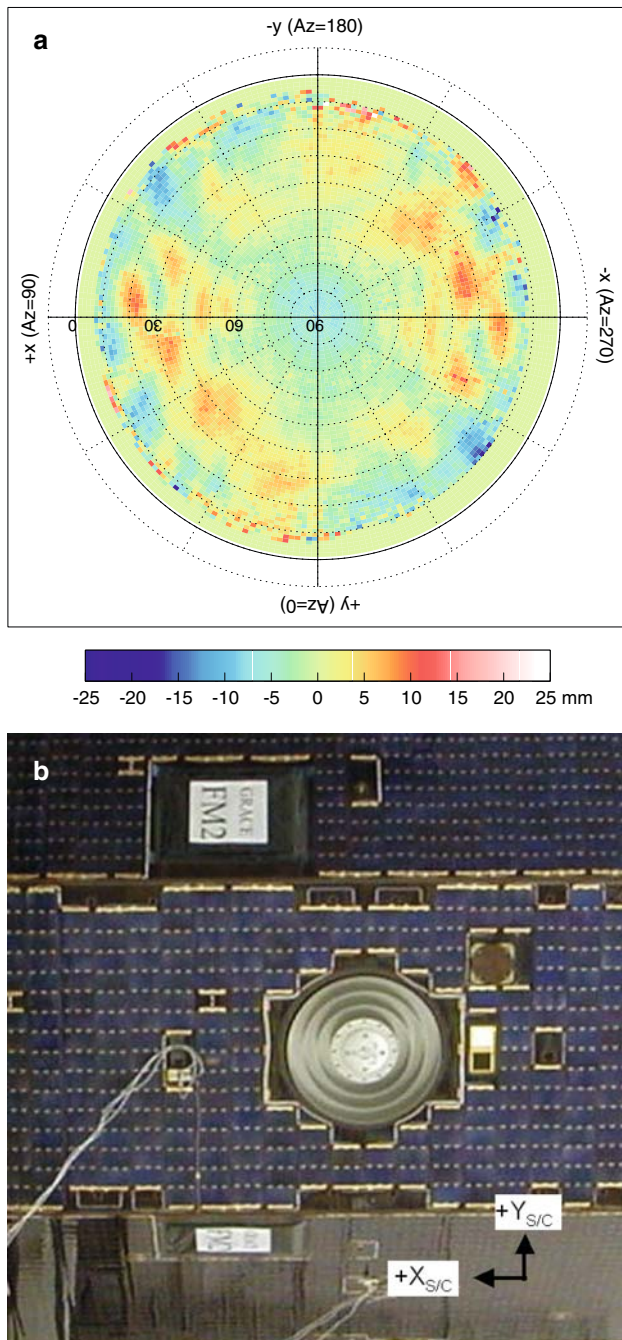 a
-y (Az=180)
+x (Az=90)
-x (Az=270)
0 30 60 90
+y (Az=0)
-25 -20 -15 -10 -5 0 5 10 15 20 25 mm
b
GRACE
FM2
+Y S/C
+X S/C